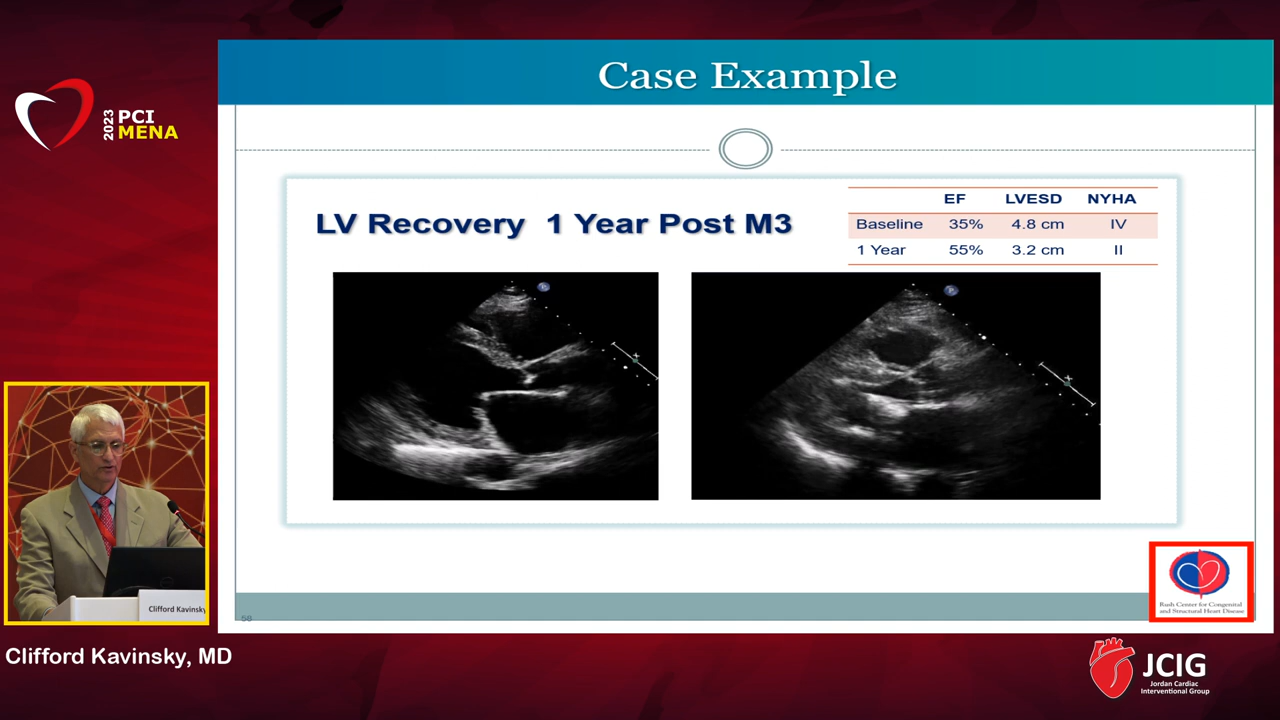 Case Example
2023 PCI
MENA
LV Recovery 1 Year Post M3
EF LVESD NYHA
Baseline 35% 4.8 cm IV
1 Year 55% 3.2 cm II
Clifford Kavinsky
Rush Center for Congenital
and Structural Heart Disease
58
Clifford Kavinsky, MD
JCIG
Jordan Cardiac
Interventional Group